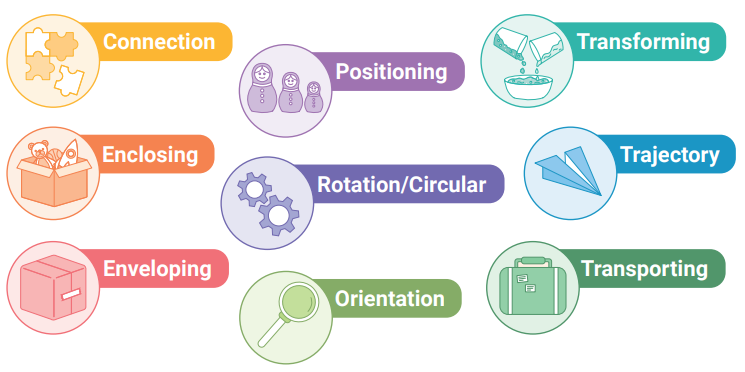 Connection
Positioning
Transforming
Enclosing
Rotation/Circular
Trajectory
Enveloping
Orientation
Transporting